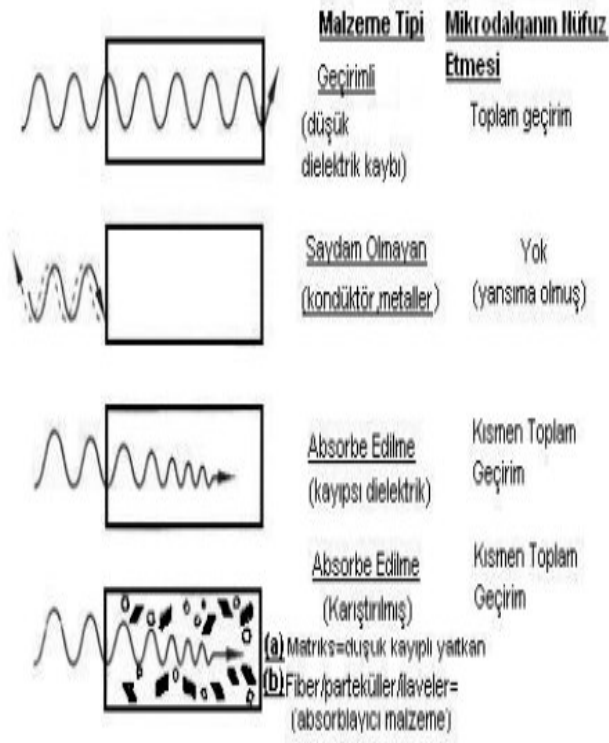 Malzeme Tipi
Mikrodalganın Nüfuz
Etmesi
Geçirimli
(düşük
dielektrik kaybı)
Toplam geçirim
Saydam Olmayan
(kondüktör,metaller)
Yok
(yansıma olmuş)
Absorbe Edilme
(kayıpsı dielektrik)
Kısmen Toplam
Geçirim
Absorbe Edilme
(Karıştırılmış)
Kısmen Toplam
Geçirim
(a) Matriks=düşük kayıplı yaıtkan
(b) Fiber/parteküller/ilaveler=
(absorblayıcı malzeme)